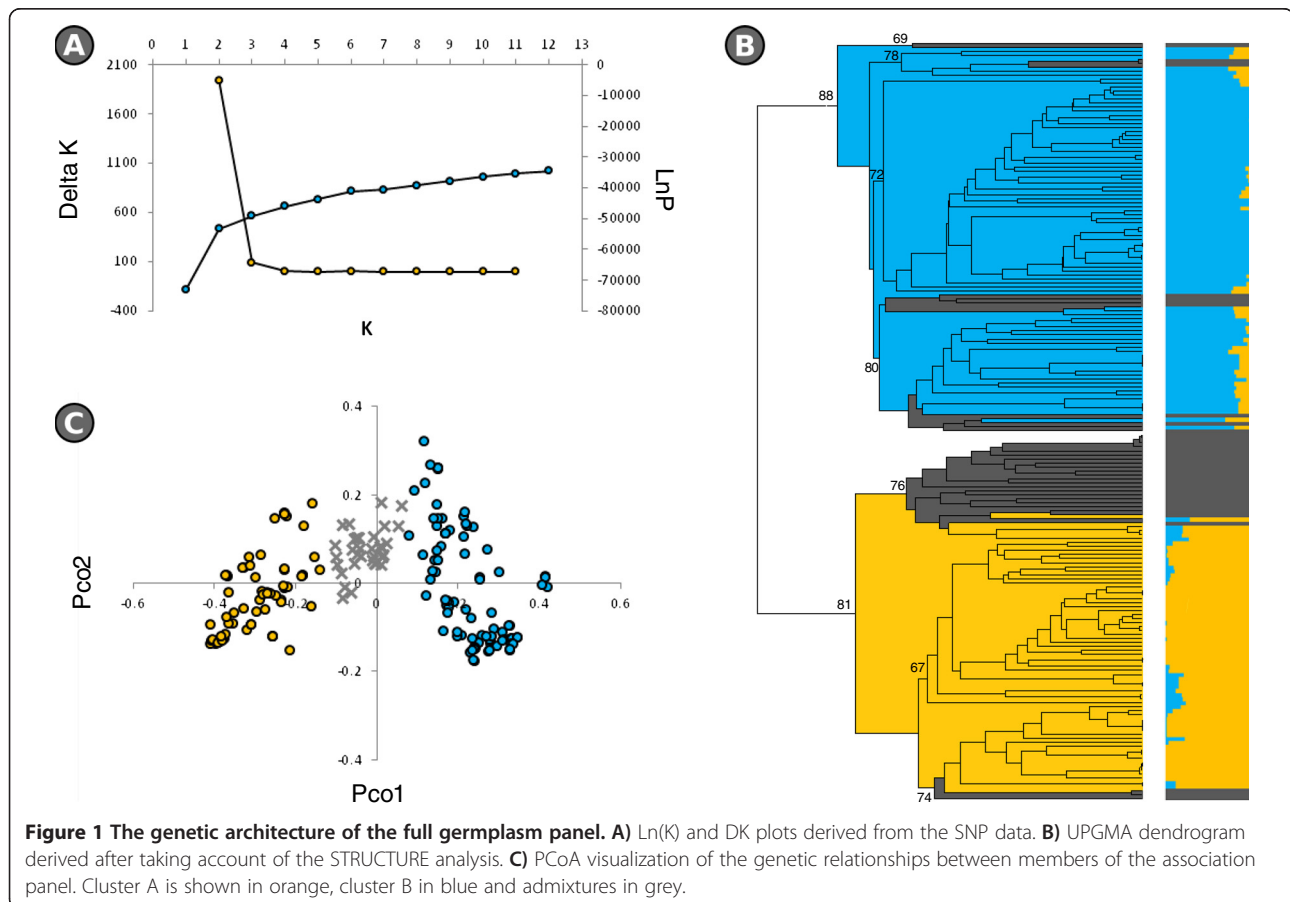 A
0 1 2 3 4 5 6 7 8 9 10 11 12 13
2100
1600
1100
600
100
-400
Delta K
0
-10000
-20000
-30000
-40000
-50000
-60000
-70000
-80000
LnP
K
B
69
78
88
72
80
76
81
67
74
C
0.4
0.2
0
-0.2
-0.4
-0.6 -0.4 -0.2 0 0.2 0.4 0.6
Pco2
Pco1
Figure 1 The genetic architecture of the full germplasm panel. A) Ln(K) and DK plots derived from the SNP data. B) UPGMA dendrogram
derived after taking account of the STRUCTURE analysis. C) PCoA visualization of the genetic relationships between members of the association
panel. Cluster A is shown in orange, cluster B in blue and admixtures in grey.